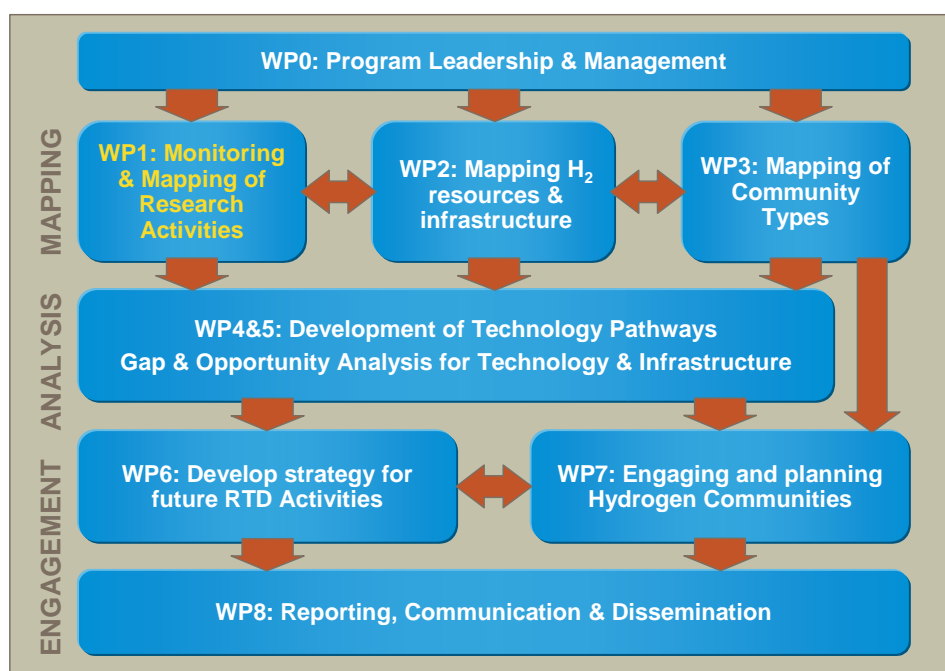 WP0: Program Leadership & Management
MAPPING
WP1: Monitoring
& Mapping of
Research
Activities
WP2: Mapping H₂
resources &
infrastructure
WP3: Mapping of
Community
Types
ANALYSIS
WP4&5: Development of Technology Pathways
Gap & Opportunity Analysis for Technology & Infrastructure
ENGAGEMENT
WP6: Develop strategy for
future RTD Activities
WP7: Engaging and planning
Hydrogen Communities
WP8: Reporting, Communication & Dissemination